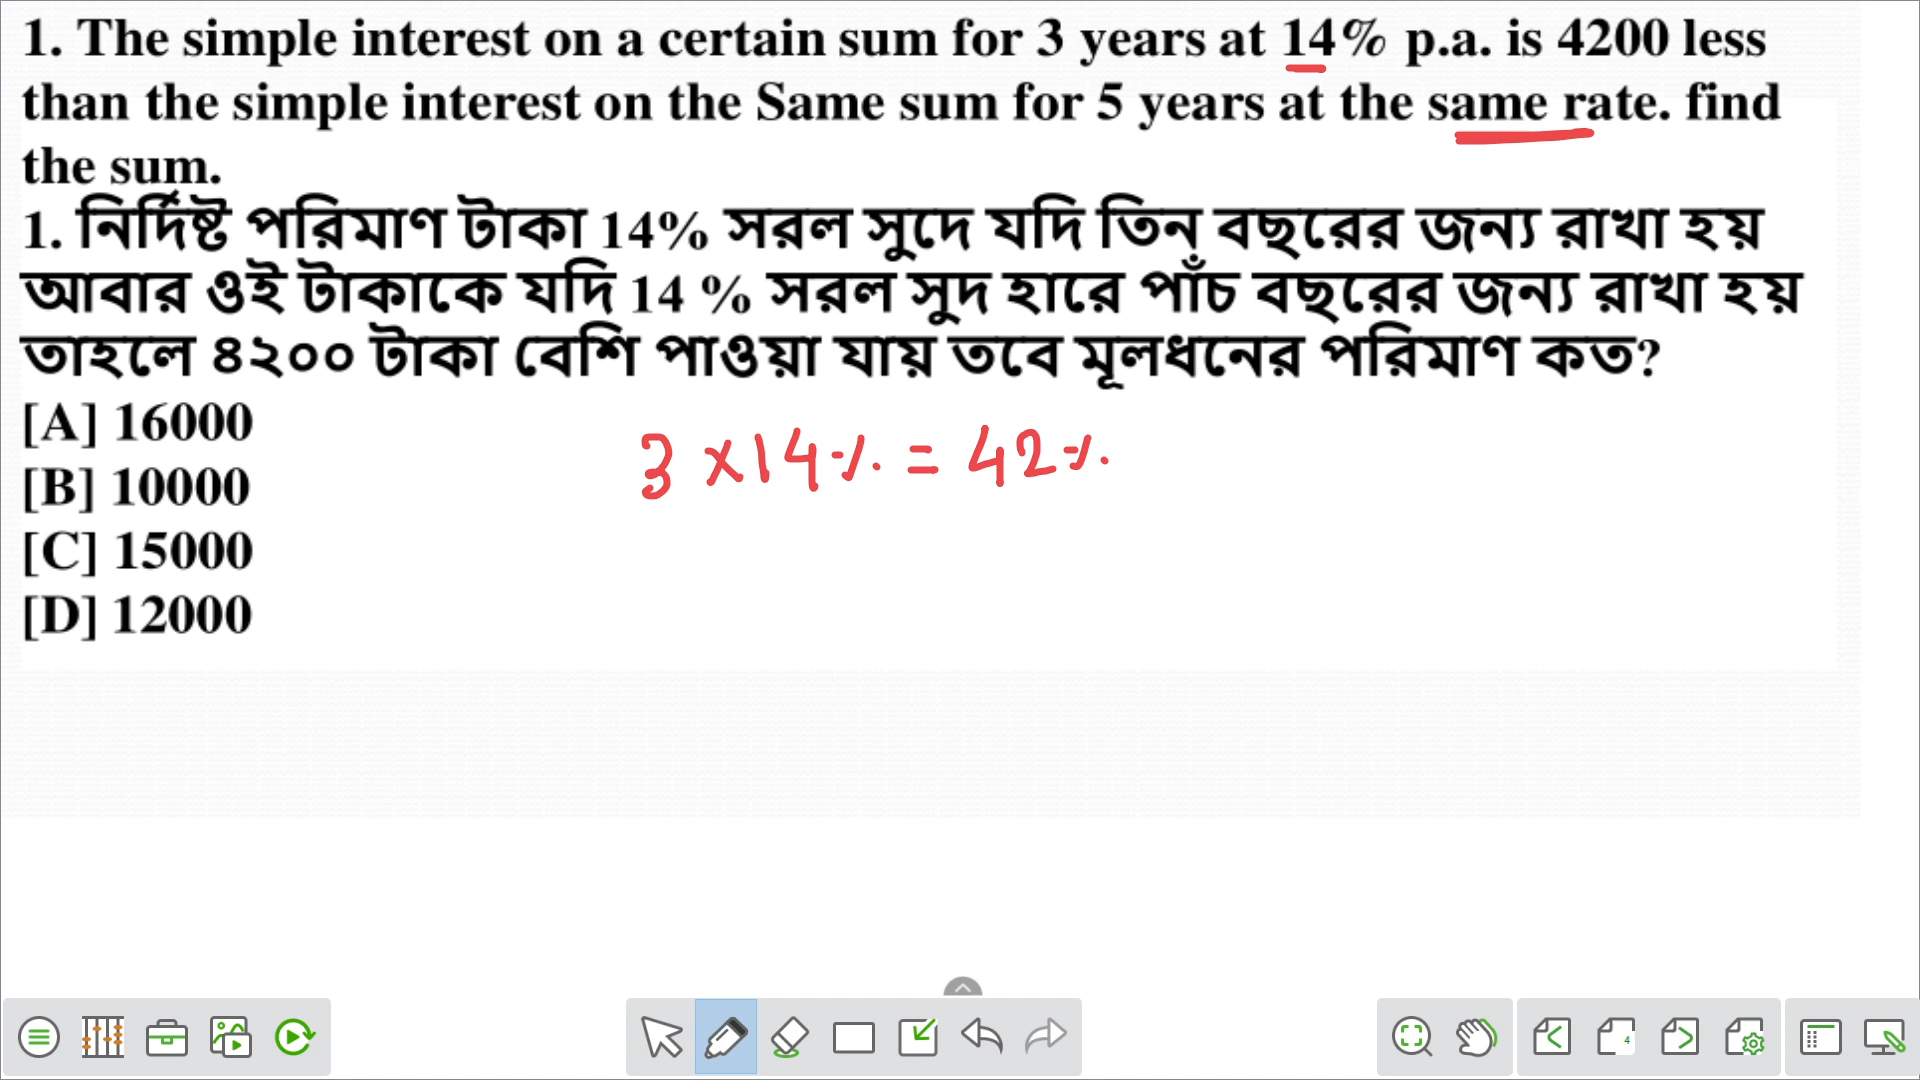 1. The simple interest on a certain sum for 3 years at 14% p.a. is 4200 less
than the simple interest on the Same sum for 5 years at the same rate. find
the sum.
1. নির্দিষ্ট পরিমাণ টাকা 14% সরল সুদে যদি তিন বছরের জন্য রাখা হয়
আবার ওই টাকাকে যদি 14 % সরল সুদ হারে পাঁচ বছরের জন্য রাখা হয়
তাহলে ৪২০০ টাকা বেশি পাওয়া যায় তবে মূলধনের পরিমাণ কত?
[A] 16000
3 x 14% = 42%
[B] 10000
[C] 15000
[D] 12000
4